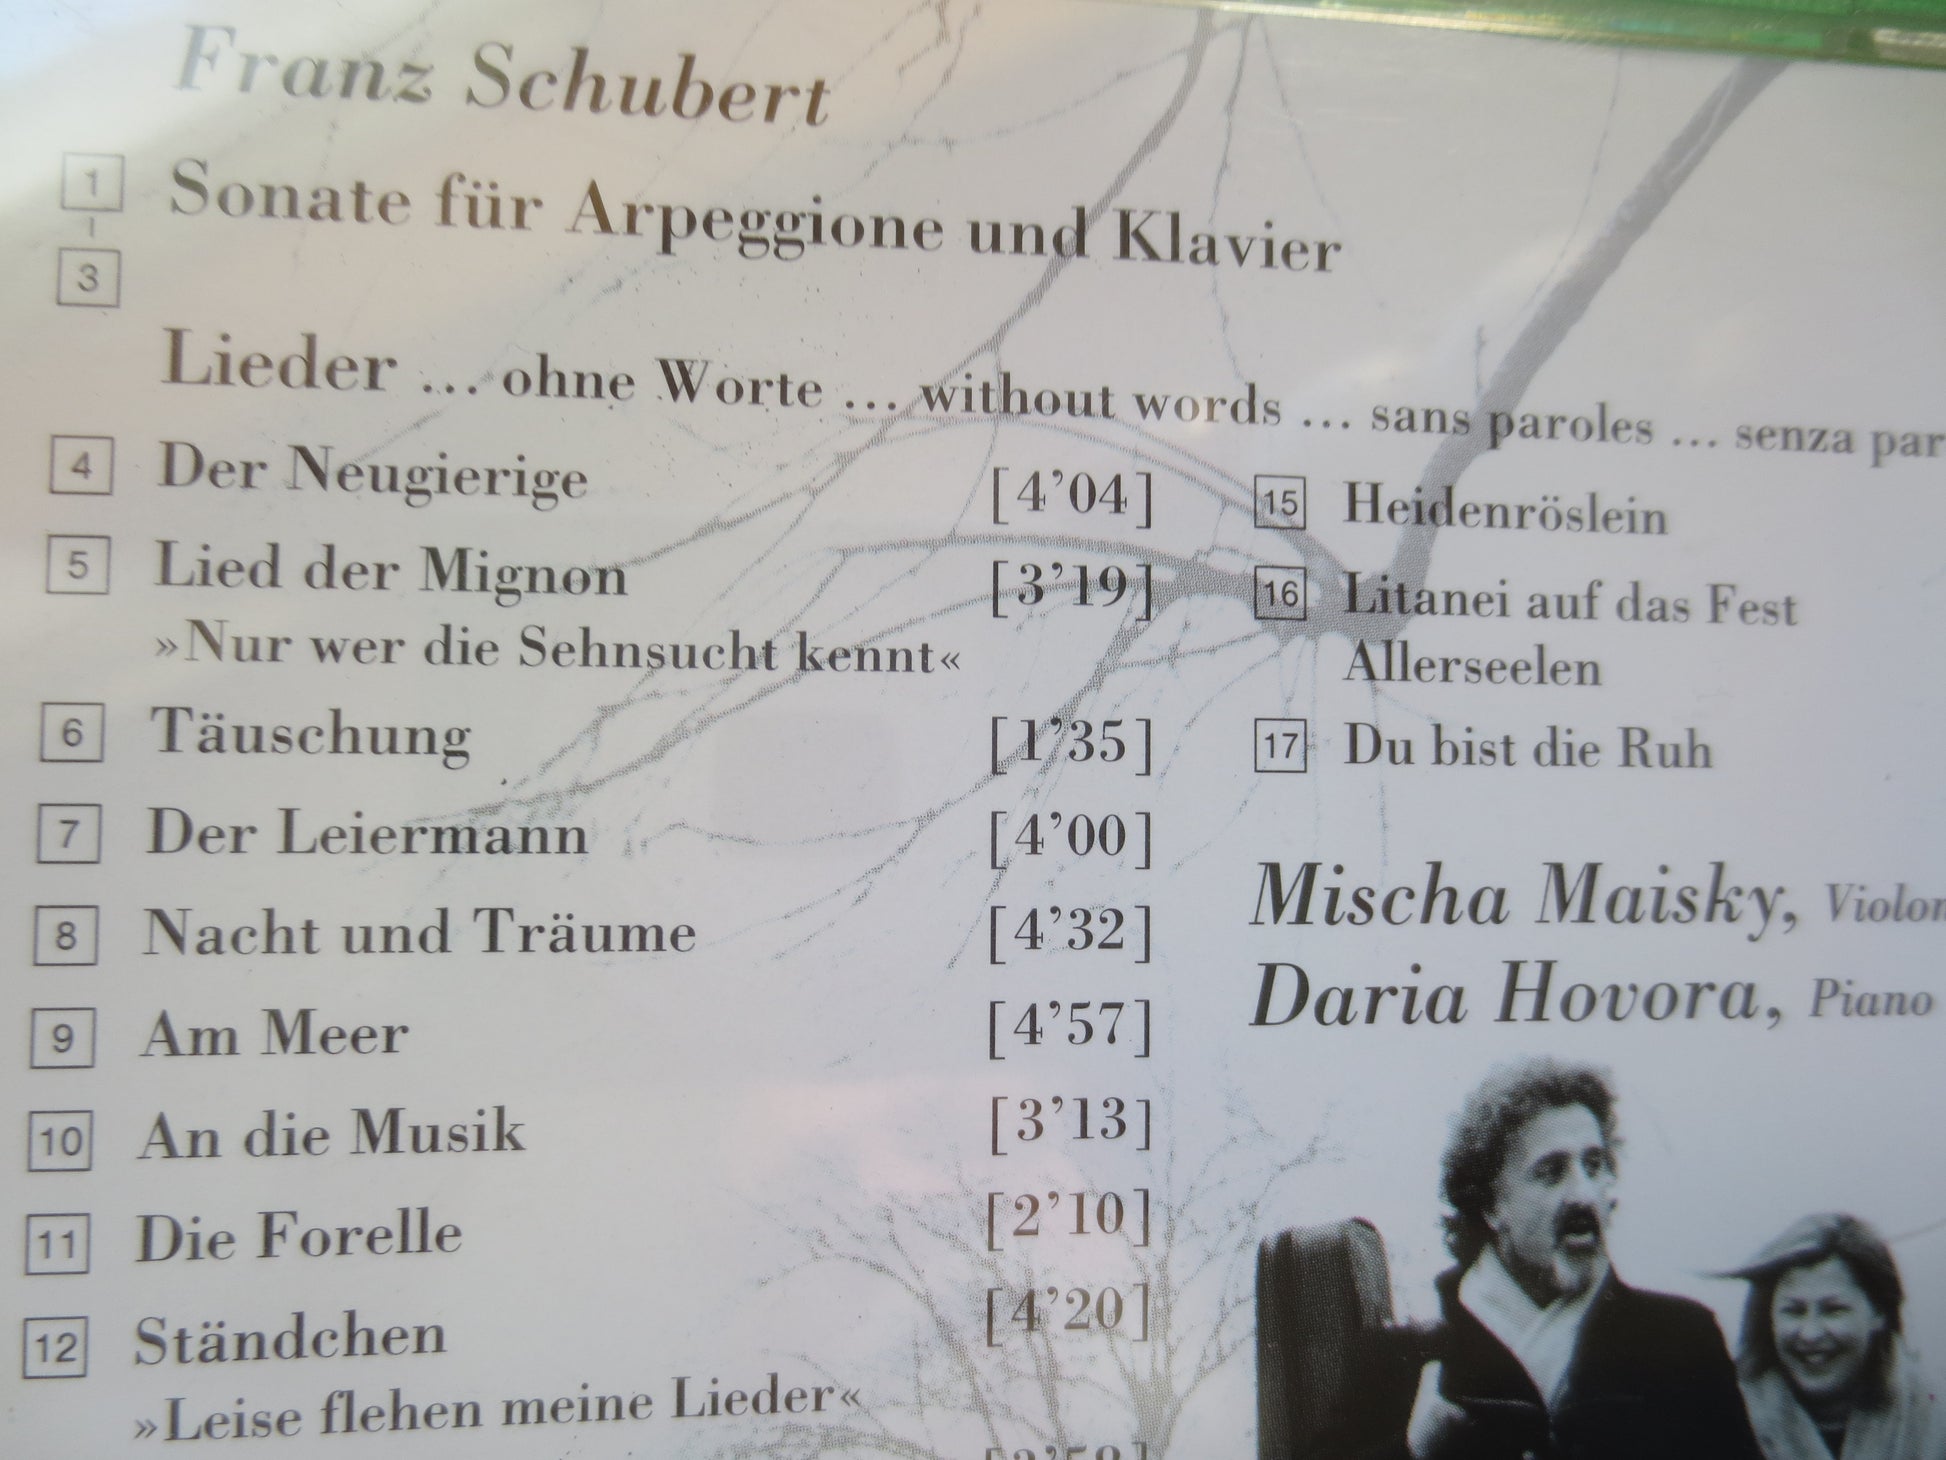 Franz Schubert
1 Sonate für Arpeggione und Klavier
-
3
Lieder ... ohne Worte ... without words ... sans paroles ... senza
4 Der Neugierige [4’04]
5 Lied der Mignon [3’19]
»Nur wer die Sehnsucht kennt«
6 Täuschung [1’35]
7 Der Leiermann [4’00]
8 Nacht und Träume [4’32]
9 Am Meer [4’57]
10 An die Musik [3’13]
11 Die Forelle [2’10]
12 Ständchen [4’20]
»Leise flehen meine Lieder«
15 Heidenröslein
16 Litanei auf das Fest
Allerseelen
17 Du bist die Ruh
Mischa Maisky,
Daria Hovora, Piano